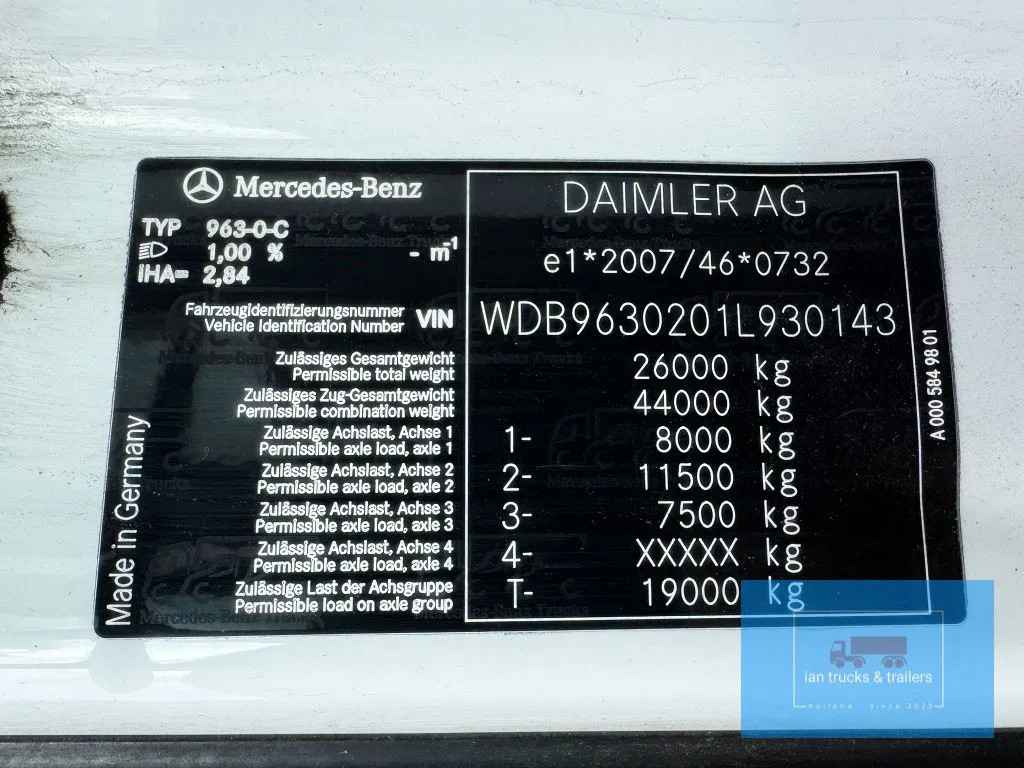 Mercedes-Benz
TYP 963-0-C
1,00 % - m-1
IHA= 2,84
DAIMLER AG
e1*2007/46*0732
Fahrzeugidentifizierungsnummer
Vehicle Identification Number VIN WDB9630201L930143
Zulässiges Gesamtgewicht
Permissible total weight 26000 kg
Zulässiges Zug-Gesamtgewicht
Permissible combination weight 44000 kg
Zulässige Achslast, Achse 1
Permissible axle load, axle 1 1- 8000 kg
Zulässige Achslast, Achse 2
Permissible axle load, axle 2 2- 11500 kg
Zulässige Achslast, Achse 3
Permissible axle load, axle 3 3- 7500 kg
Zulässige Achslast, Achse 4
Permissible axle load, axle 4 4- XXXXX kg
Zulässige Last der Achsgruppe
Permissible load on axle group T- 19000 kg
Made in Germany
A 000 584 98 01
Mercedes-Benz Trucks
ian trucks & trailers